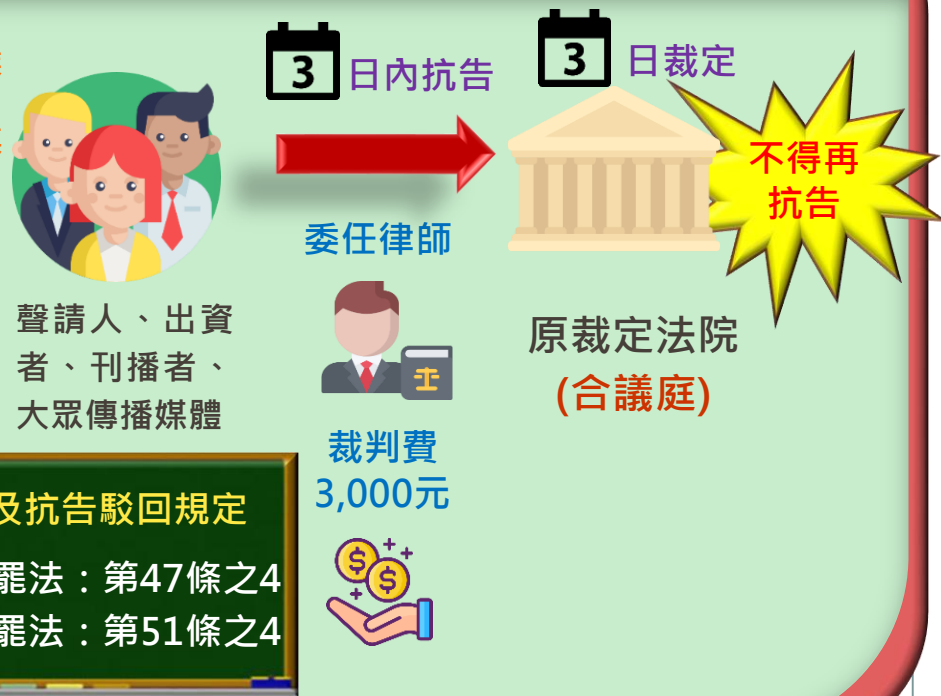 3 日內抗告
3 日裁定
不得再
抗告
委任律師
聲請人、出資
者、刊播者、
大眾傳播媒體
原裁定法院
(合議庭)
裁判費
3,000元
及抗告駁回規定
罷法：第47條之4
罷法：第51條之4